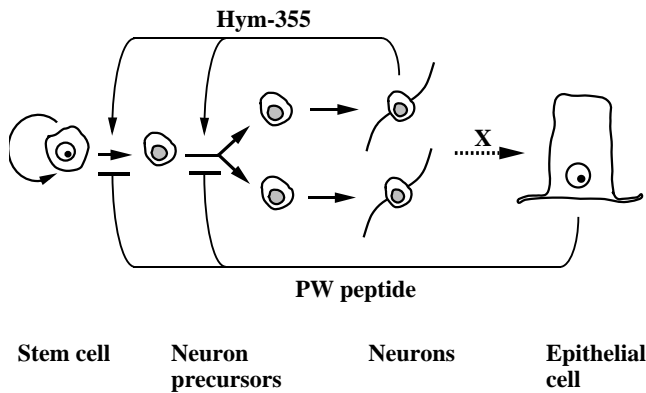 Hym-355
X
PW peptide
Stem cell
Neuron
precursors
Neurons
Epithelial
cell